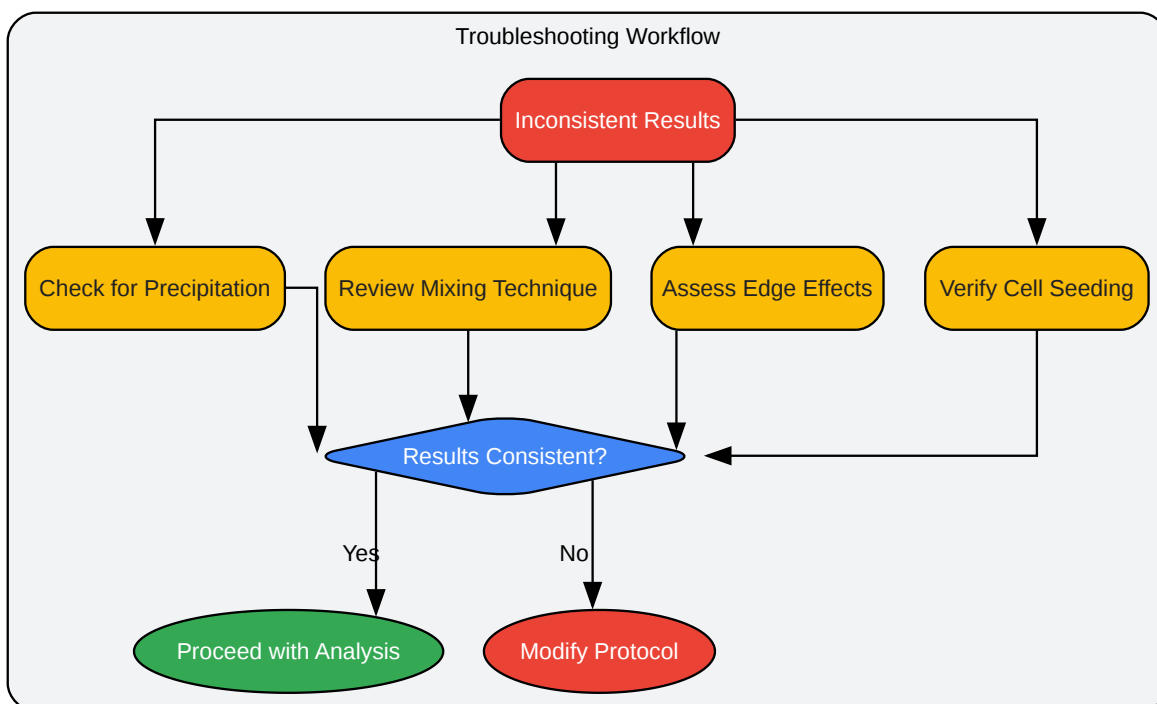 Troubleshooting Workflow
Inconsistent Results
Check for Precipitation
Review Mixing Technique
Assess Edge Effects
Verify Cell Seeding
Results Consistent?
Yes
No
Proceed with Analysis
Modify Protocol